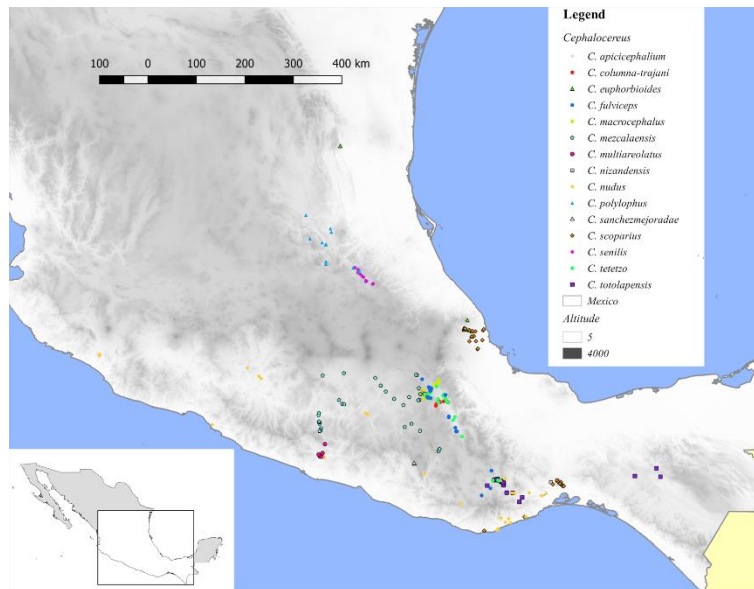 Legend
Cephalocereus
C. apicicephalium
C. columna-trajani
C. euphorbioides
C. fulviceps
C. macrocephalus
C. mezcalaensis
C. multiareolatus
C. nizandensis
C. nudus
C. polylophus
C. sanchezmejoradae
C. scoparius
C. senilis
C. tetetzo
C. totolapensis
Mexico
Altitude
5
4000
100 0 100 200 300 400 km